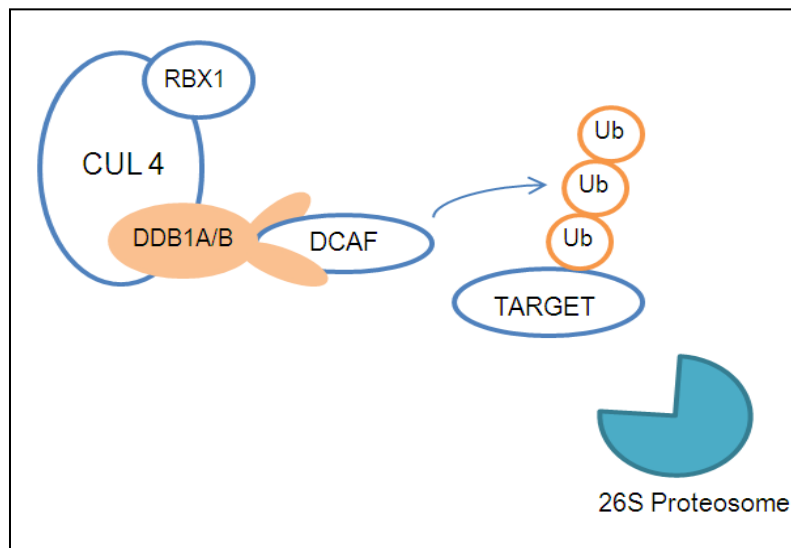 RBX1
CUL 4
DDB1A/B
DCAF
Ub
Ub
Ub
TARGET
26S Proteosome